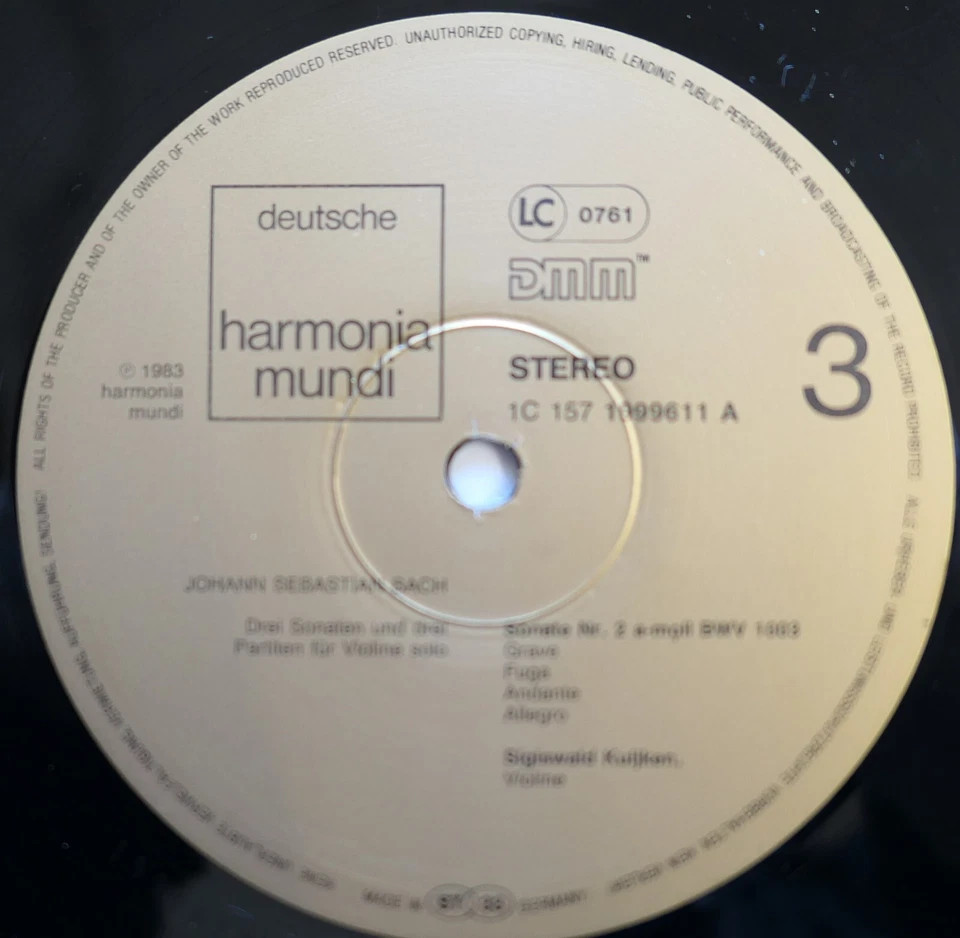 ALL RIGHTS OF THE PRODUCER AND OF THE OWNER OF THE WORK REPRODUCED RESERVED. UNAUTHORIZED COPYING, HIRING, LENDING, PUBLIC PERFORMANCE AND BROADCASTING OF THE RECORD PROHIBITED
deutsche
harmonia
mundi
℗ 1983
harmonia
mundi
LC 0761
DMM™
STEREO
1C 157 1999611 A
3
JOHANN SEBASTIAN BACH
Drei Sonaten und drei
Partiten für Violine solo
Sonate Nr. 2 a-moll BWV 1003
Grave
Fuga
Andante
Allegro
Sigiswald Kuijken,
Violine
MADE IN
GERMANY